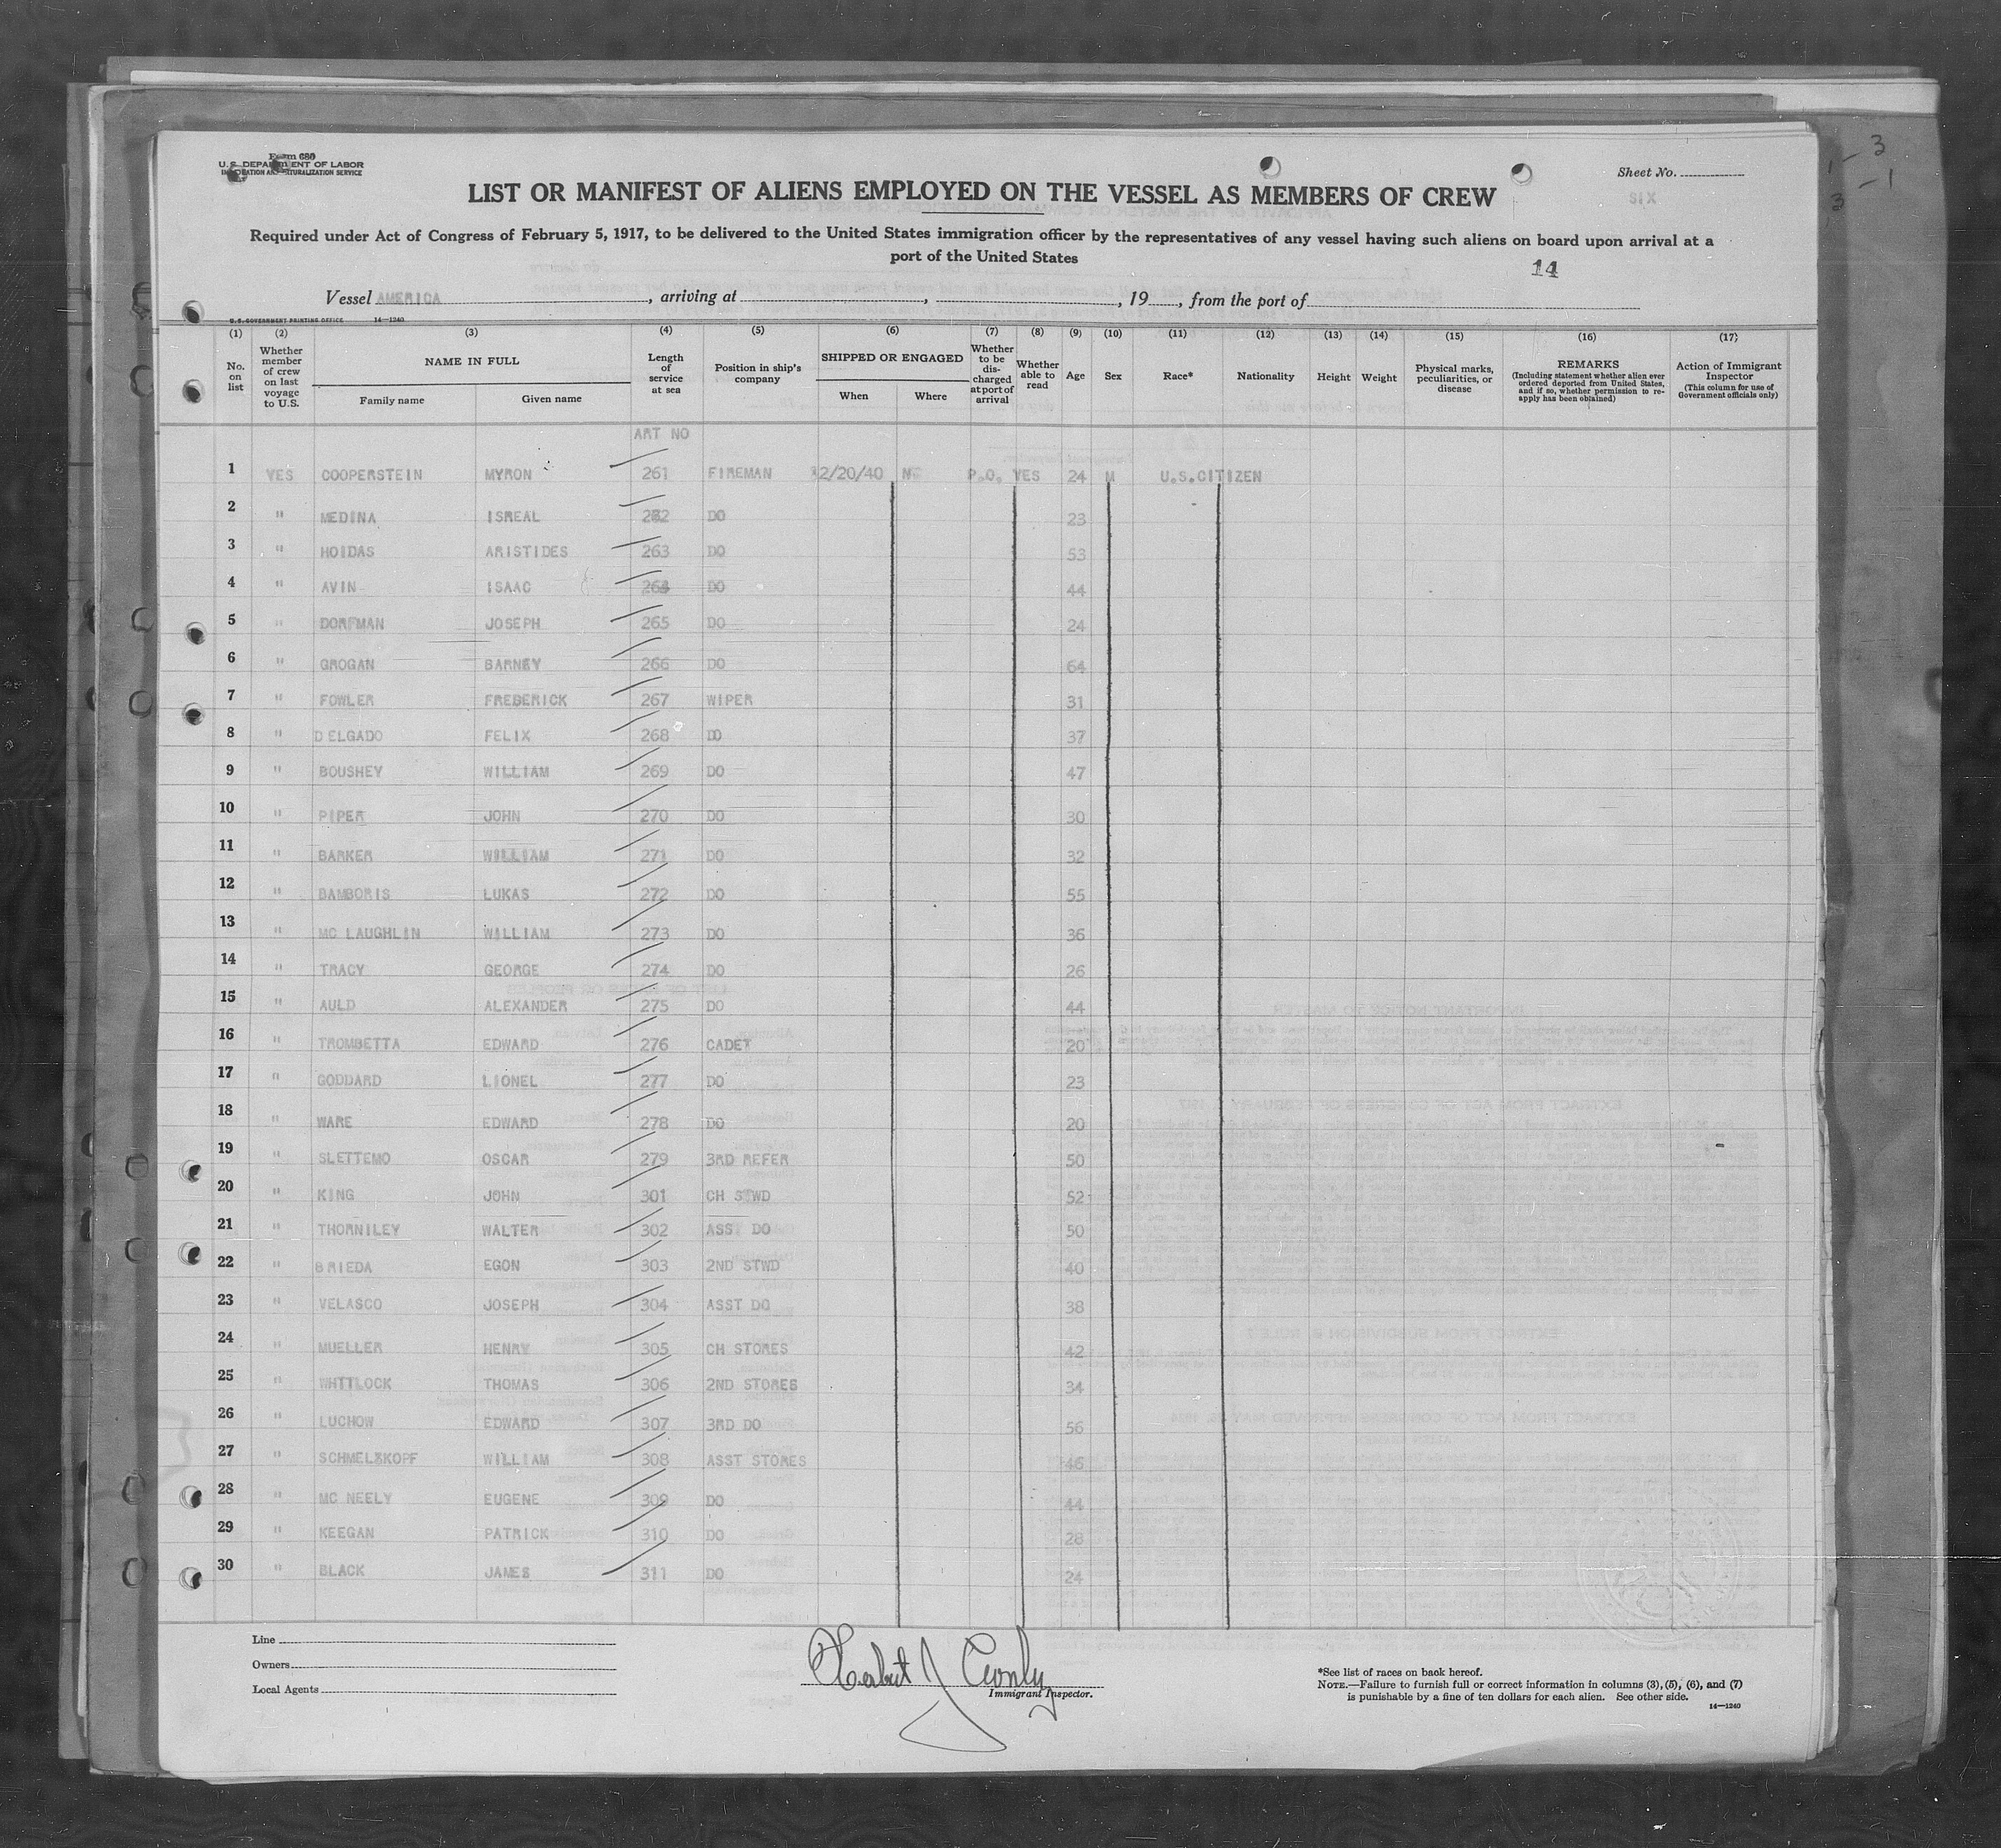 Form 680
U. S. DEPARTMENT OF LABOR
IMMIGRATION AND NATURALIZATION SERVICE
Sheet No.
SIX
1 - 3
3 - 1
LIST OR MANIFEST OF ALIENS EMPLOYED ON THE VESSEL AS MEMBERS OF CREW
Required under Act of Congress of February 5, 1917, to be delivered to the United States immigration officer by the representatives of any vessel having such aliens on board upon arrival at a
port of the United States
14
Vessel AMERICA, arriving at , , 19 , from the port of
U. S. GOVERNMENT PRINTING OFFICE 14—1240
(1) (2) (3) (4) (5) (6) (7) (8) (9) (10) (11) (12) (13) (14) (15) (16) (17)
No. on list
Whether member of crew on last voyage to U.S.
NAME IN FULL
Family name
Given name
Length of service at sea
Position in ship's company
SHIPPED OR ENGAGED
When
Where
Whether to be discharged at port of arrival
Whether able to read
Age
Sex
Race*
Nationality
Height
Weight
Physical marks, peculiarities, or disease
REMARKS
(Including statement whether alien ever ordered deported from United States, and if so, whether permission to re-apply has been obtained)
Action of Immigrant Inspector
(This column for use of Government officials only)
ART NO
1 YES COOPERSTEIN MYRON 261 FIREMAN 12/20/40 P.O. YES 24 M U.S.CITIZEN
2 " MEDINA ISREAL 262 DO 23
3 " HOIDAS ARISTIDES 263 DO 53
4 " AVIN ISAAC 264 DO 44
5 " DORFMAN JOSEPH 265 DO 24
6 " GROGAN BARNEY 266 DO 64
7 " FOWLER FREDERICK 267 WIPER 31
8 " DELGADO FELIX 268 DO 37
9 " BOUSHEY WILLIAM 269 DO 47
10 " PIPER JOHN 270 DO 30
11 " BARKER WILLIAM 271 DO 32
12 " BAMBORIS LUKAS 272 DO 55
13 " MC LAUGHLIN WILLIAM 273 DO 36
14 " TRACY GEORGE 274 DO 26
15 " AULD ALEXANDER 275 DO 44
16 " TROMBETTA EDWARD 276 CADET 20
17 " GODDARD LIONEL 277 DO 23
18 " WARE EDWARD 278 DO 20
19 " SLETTEMO OSCAR 279 3RD REFER 50
20 " KING JOHN 301 CH STWD 52
21 " THORNILEY WALTER 302 ASST DO 50
22 " BRIEDA EGON 303 2ND STWD 40
23 " VELASCO JOSEPH 304 ASST DO 38
24 " MUELLER HENRY 305 CH STORES 42
25 " WHITLOCK THOMAS 306 2ND STORES 34
26 " LUCHOW EDWARD 307 3RD DO 56
27 " SCHMELZKOPF WILLIAM 308 ASST STORES 46
28 " MC NEELY EUGENE 309 DO 44
29 " KEEGAN PATRICK 310 DO 28
30 " BLACK JAMES 311 DO 24
Line
Owners
Local Agents
Immigrant Inspector.
*See list of races on back hereof.
NOTE.—Failure to furnish full or correct information in columns (3), (5), (6), and (7)
is punishable by a fine of ten dollars for each alien. See other side.
14—1240